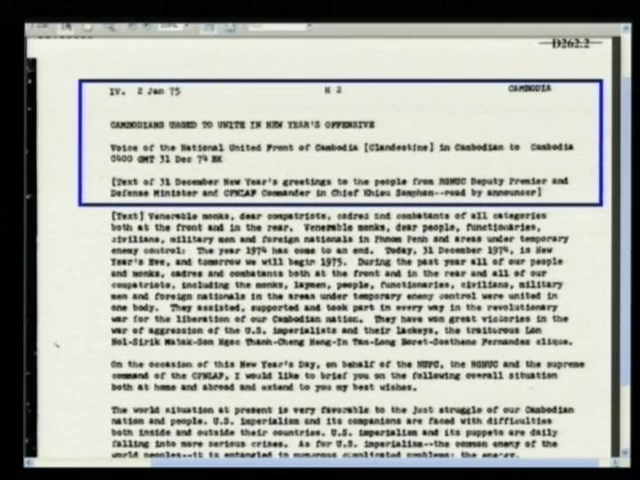 D262.2
IV. 2 Jan 75 H 2 CAMBODIA
CAMBODIANS URGED TO UNITE IN NEW YEAR'S OFFENSIVE
Voice of the National United Front of Cambodia [Clandestine] in Cambodian to Cambodia
0400 GMT 31 Dec 74 BK
[Text of 31 December New Year's greetings to the people from RGNUC Deputy Premier and
Defense Minister and CPNLAF Commander in Chief Khieu Samphan--read by announcer]
[Text] Venerable monks, dear compatriots, cadres and combatants of all categories
both at the front and in the rear. Venerable monks, dear people, functionaries,
civilians, military men and foreign nationals in Phnom Penh and areas under temporary
enemy control: The year 1974 has come to an end. Today, 31 December 1974, is New
Year's Eve, and tomorrow we will begin 1975. During the past year all of our people
and monks, cadres and combatants both at the front and in the rear and all of our
compatriots, including the monks, laymen, people, functionaries, civilians, military
men and foreign nationals in the areas under temporary enemy control were united in
one body. They assisted, supported and took part in every way in the revolutionary
war for the liberation of our Cambodian nation. They have won great victories in the
war of aggression of the U.S. imperialists and their lackeys, the traitorous Lon
Nol-Sirik Matak-Son Ngoc Thanh-Cheng Heng-In Tam-Long Boret-Sosthene Fernandez clique.
On the occasion of this New Year's Day, on behalf of the NUFC, the RGNUC and the supreme
command of the CPNLAF, I would like to brief you on the following overall situation
both at home and abroad and extend to you my best wishes.
The world situation at present is very favorable to the just struggle of our Cambodian
nation and people. U.S. imperialism and its companions are faced with difficulties
both inside and outside their countries. U.S. imperialism and its puppets are daily
falling into more serious crises. As for U.S. imperialism--the common enemy of the
world peoples--it is entangled in numerous complicated problems: the energy,